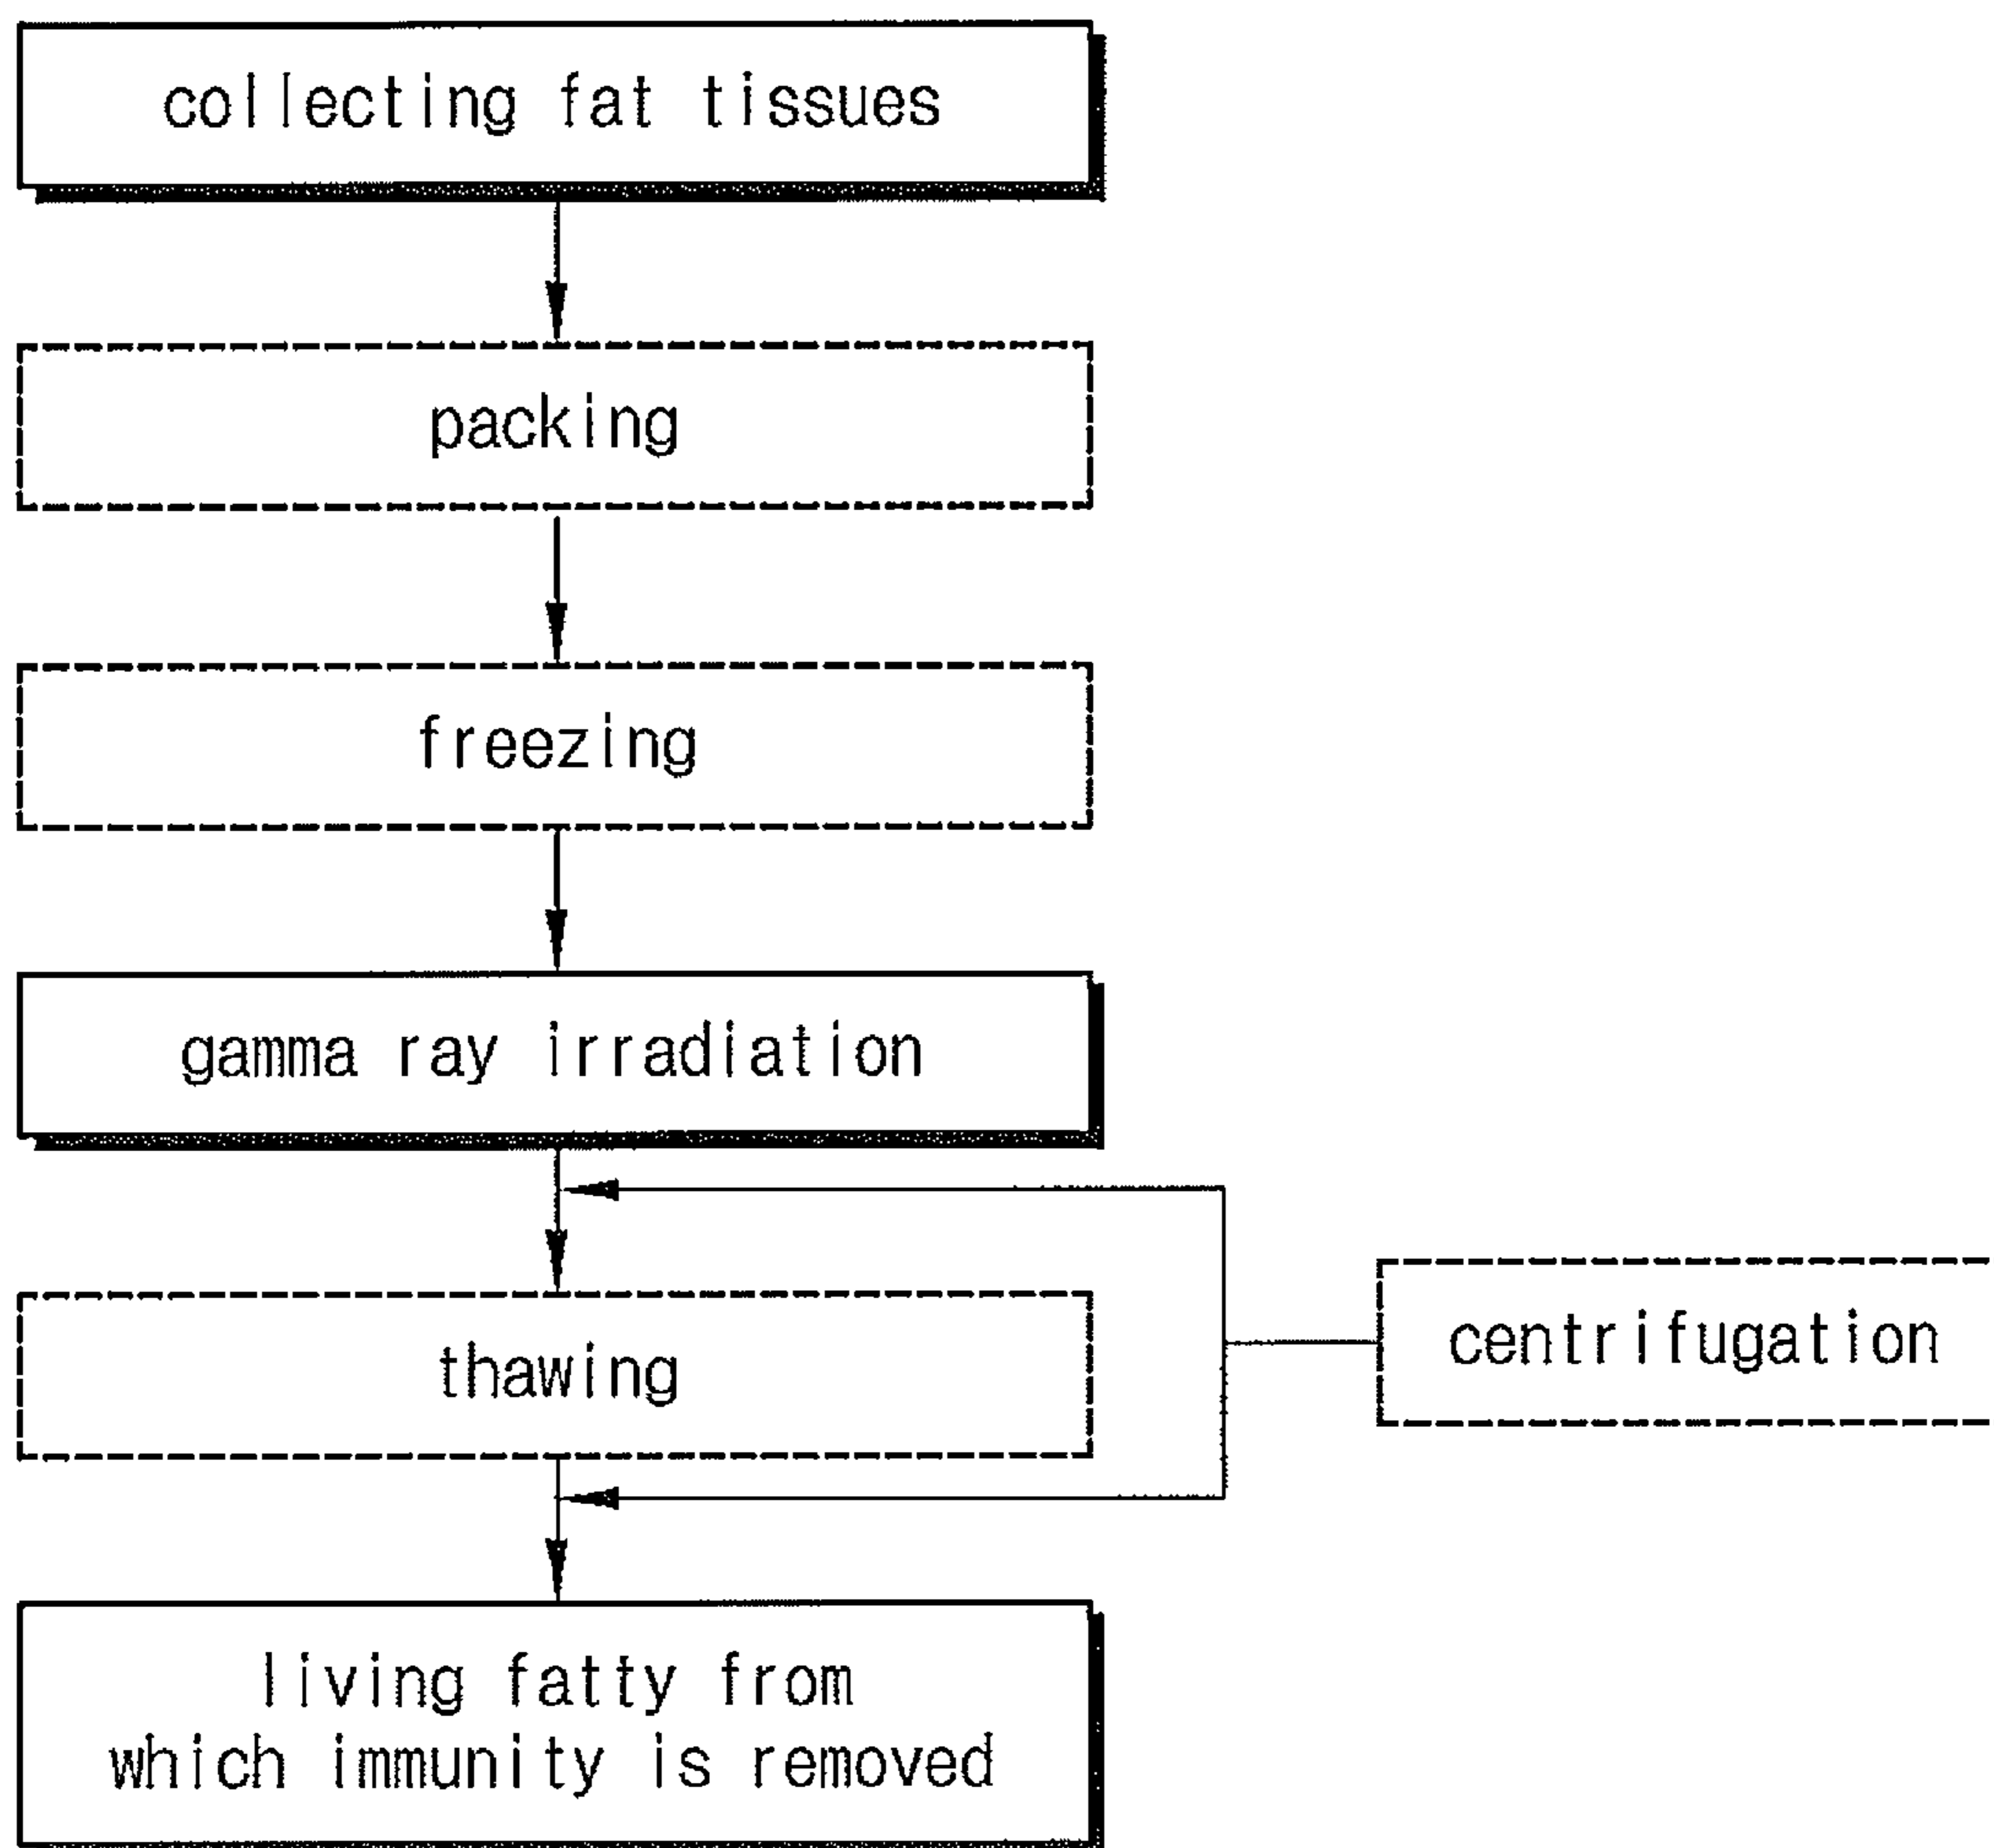 collecting fat tissues
packing
freezing
gamma ray irradiation
thawing
centrifugation
living fatty from
which immunity is removed